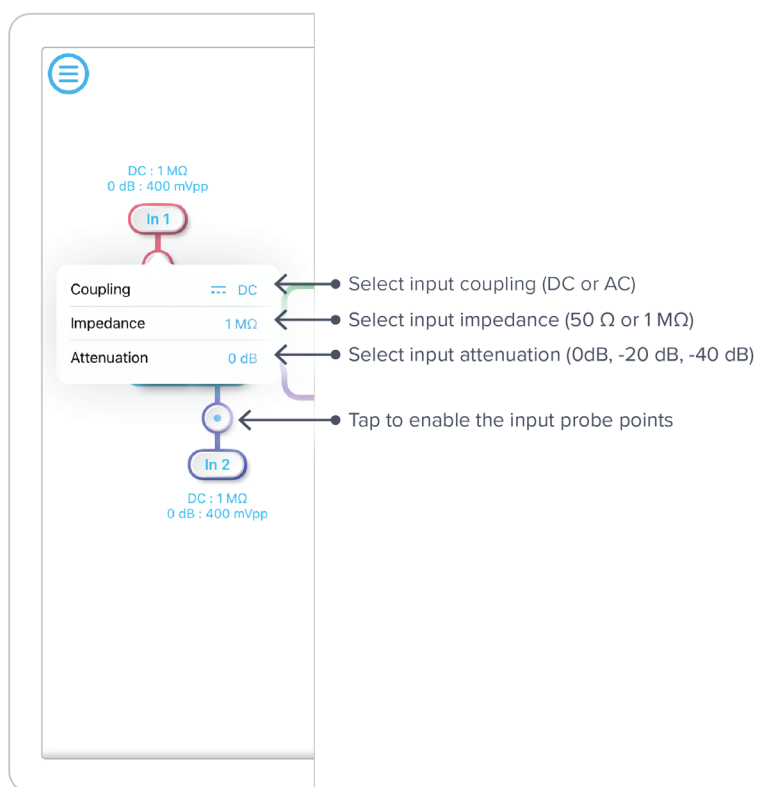 DC : 1 MΩ
0 dB : 400 mVpp
In 1
Coupling DC Select input coupling (DC or AC)
Impedance 1 MΩ Select input impedance (50 Ω or 1 MΩ)
Attenuation 0 dB Select input attenuation (0dB, -20 dB, -40 dB)
Tap to enable the input probe points
In 2
DC : 1 MΩ
0 dB : 400 mVpp